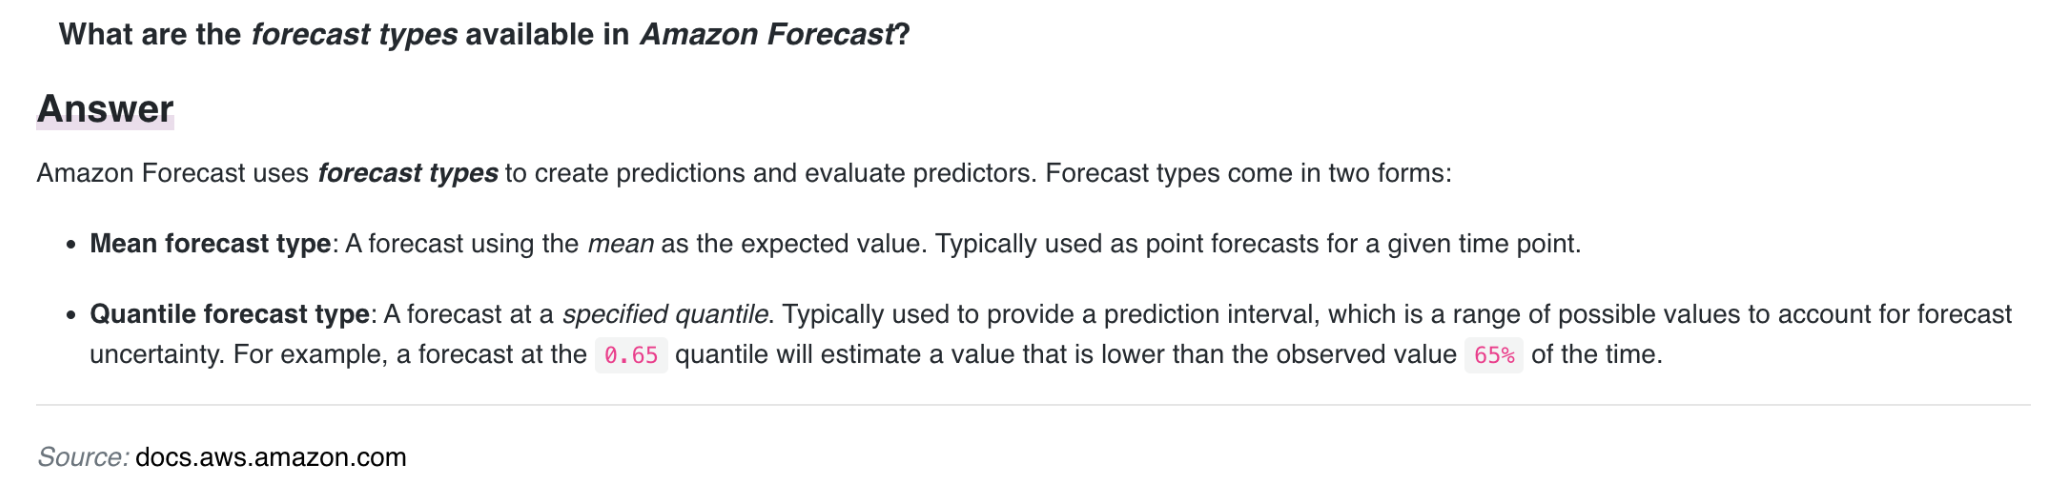 What are the forecast types available in Amazon Forecast?
Answer
Amazon Forecast uses forecast types to create predictions and evaluate predictors. Forecast types come in two forms:
• Mean forecast type: A forecast using the mean as the expected value. Typically used as point forecasts for a given time point.
• Quantile forecast type: A forecast at a specified quantile. Typically used to provide a prediction interval, which is a range of possible values to account for forecast
uncertainty. For example, a forecast at the 0.65 quantile will estimate a value that is lower than the observed value 65% of the time.
Source: docs.aws.amazon.com